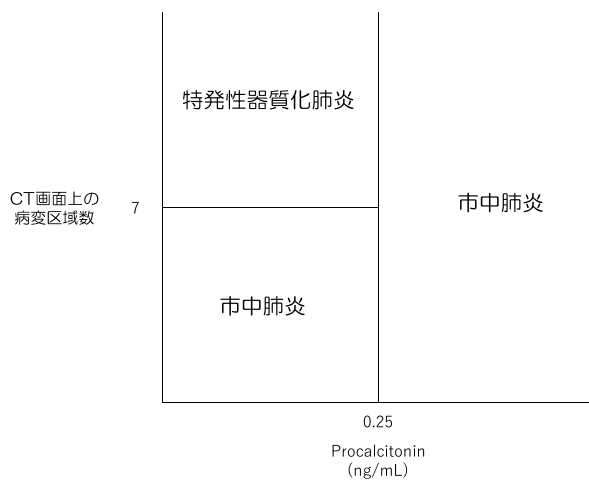 特発性器質化肺炎
CT画面上の
病変区域数
7
市中肺炎
市中肺炎
0.25
Procalcitonin
(ng/mL)